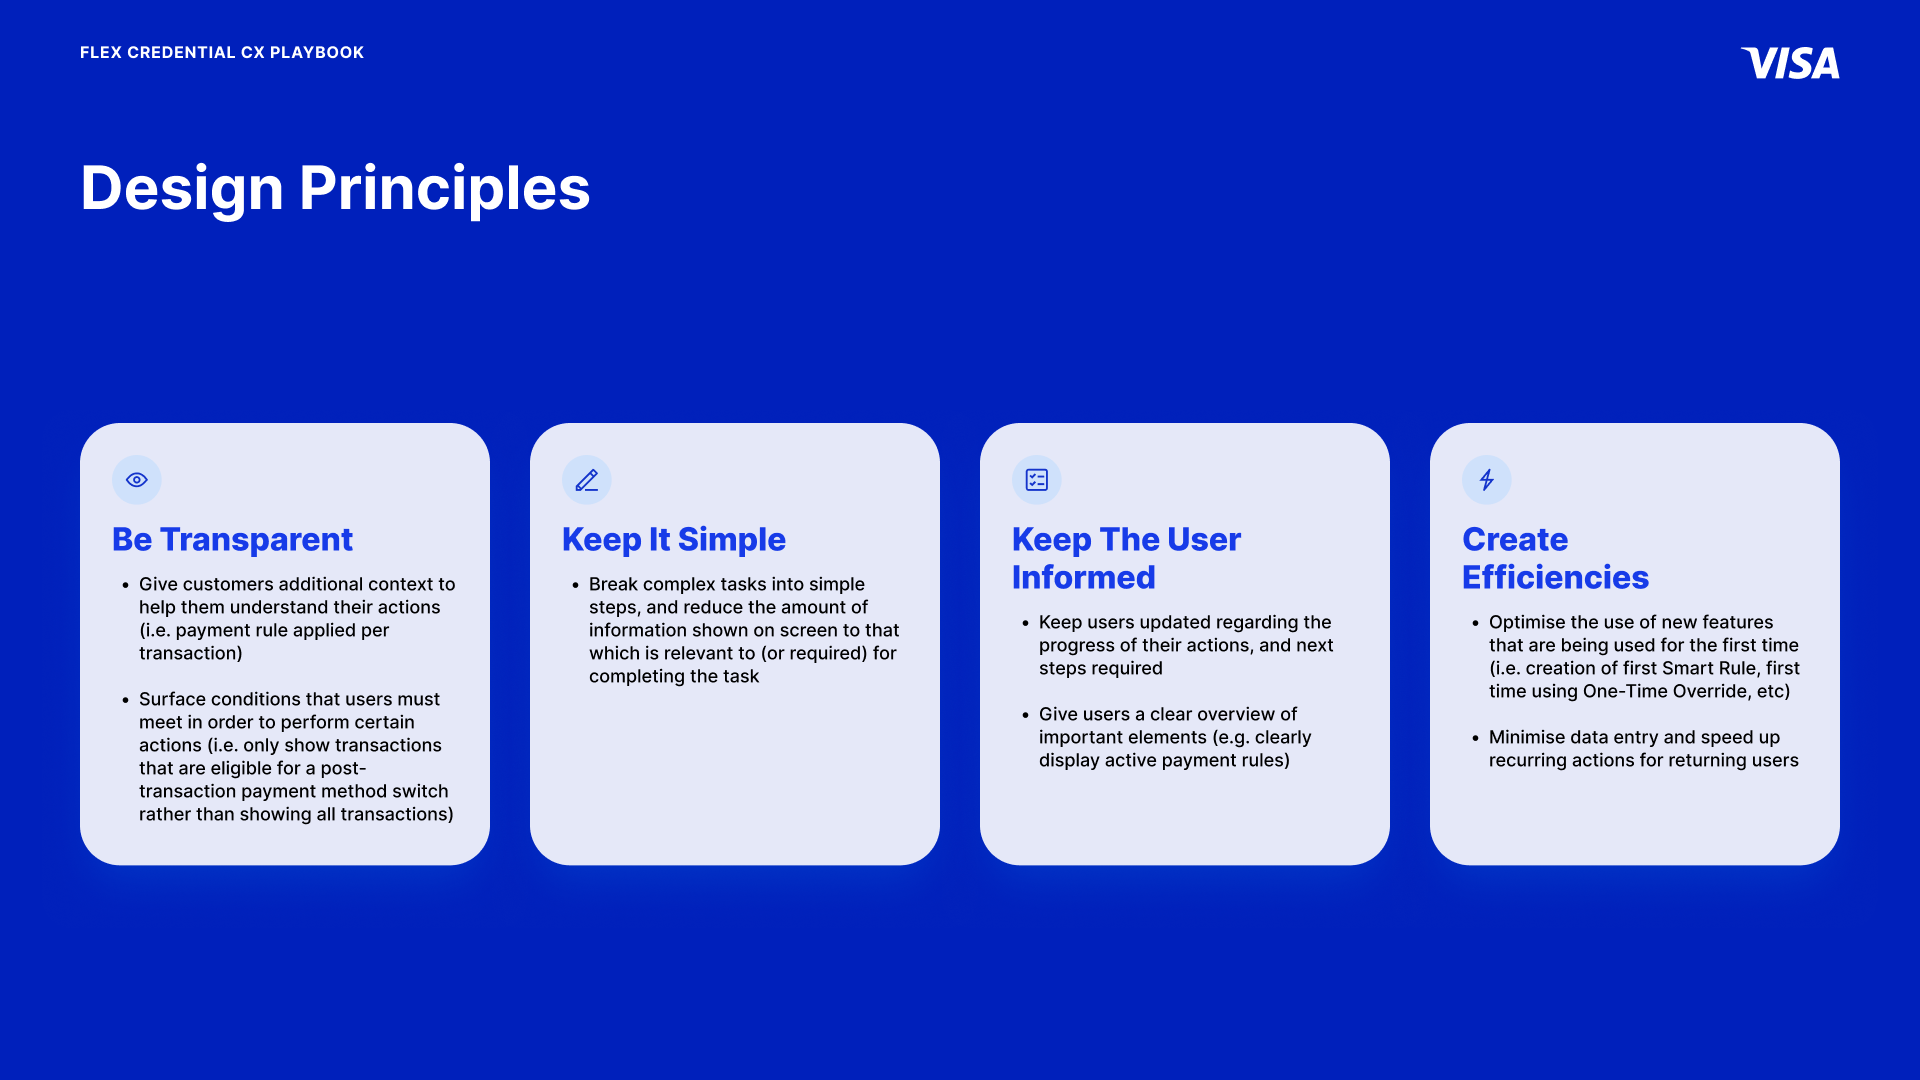 FLEX CREDENTIAL CX PLAYBOOK
VISA
Design Principles
Be Transparent
• Give customers additional context to
help them understand their actions
(i.e. payment rule applied per
transaction)
• Surface conditions that users must
meet in order to perform certain
actions (i.e. only show transactions
that are eligible for a post-
transaction payment method switch
rather than showing all transactions)
Keep It Simple
• Break complex tasks into simple
steps, and reduce the amount of
information shown on screen to that
which is relevant to (or required) for
completing the task
Keep The User
Informed
• Keep users updated regarding the
progress of their actions, and next
steps required
• Give users a clear overview of
important elements (e.g. clearly
display active payment rules)
Create
Efficiencies
• Optimise the use of new features
that are being used for the first time
(i.e. creation of first Smart Rule, first
time using One-Time Override, etc)
• Minimise data entry and speed up
recurring actions for returning users